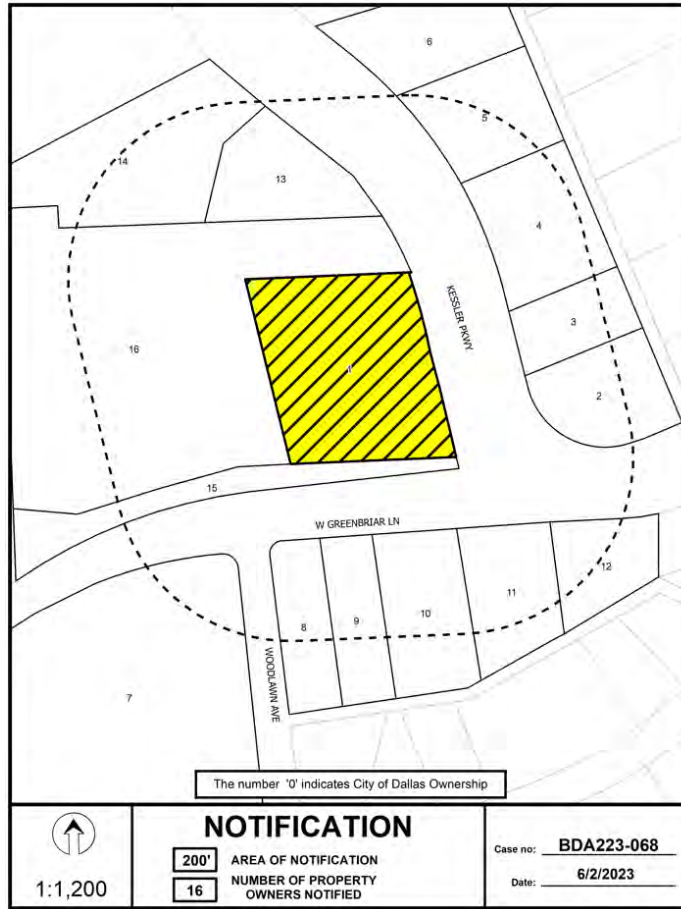 6
5
14
13
4
KESSLER PKWY
3
16
1
2
15
W GREENBRIAR LN
12
11
10
9
8
WOODLAWN AVE
7
The number '0' indicates City of Dallas Ownership
1:1,200
NOTIFICATION
200' AREA OF NOTIFICATION
16 NUMBER OF PROPERTY
OWNERS NOTIFIED
Case no: BDA223-068
Date: 6/2/2023